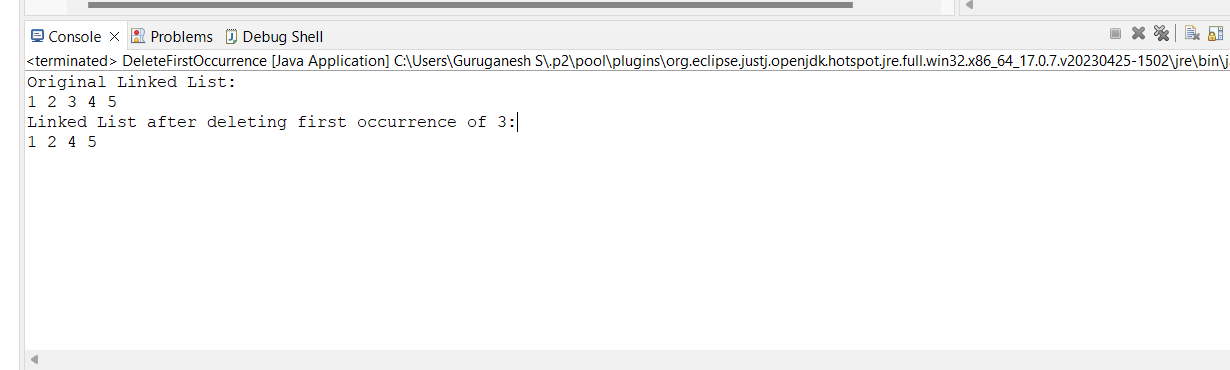 Console Problems Debug Shell
<terminated> DeleteFirstOccurrence [Java Application] C:\Users\Guruganesh S\.p2\pool\plugins\org.eclipse.justj.openjdk.hotspot.jre.full.win32.x86_64_17.0.7.v20230425-1502\jre\bin\j
Original Linked List:
1 2 3 4 5
Linked List after deleting first occurrence of 3:
1 2 4 5